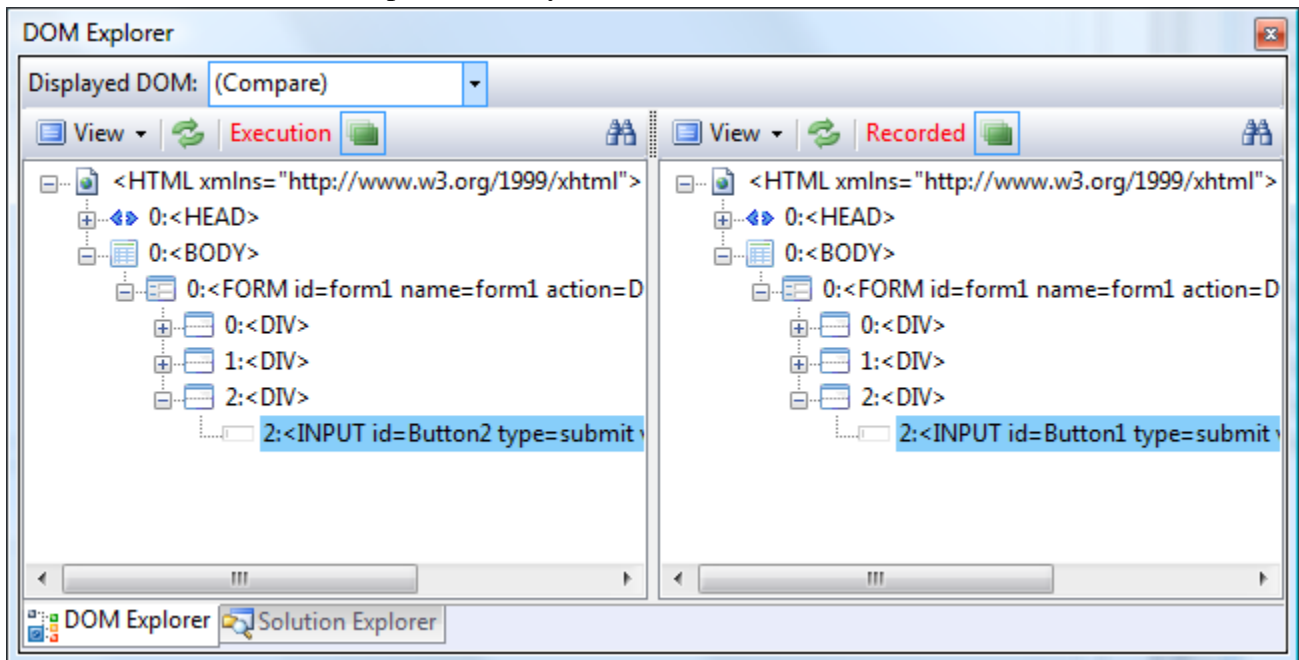 DOM Explorer
Displayed DOM: (Compare)
View Execution
<HTML xmlns="http://www.w3.org/1999/xhtml">
0:<HEAD>
0:<BODY>
0:<FORM id=form1 name=form1 action=D
0:<DIV>
1:<DIV>
2:<DIV>
2:<INPUT id=Button2 type=submit
View Recorded
<HTML xmlns="http://www.w3.org/1999/xhtml">
0:<HEAD>
0:<BODY>
0:<FORM id=form1 name=form1 action=D
0:<DIV>
1:<DIV>
2:<DIV>
2:<INPUT id=Button1 type=submit
DOM Explorer Solution Explorer